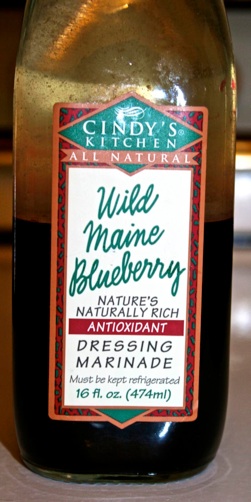 CINDY'S®
KITCHEN
ALL NATURAL
Wild
Maine
Blueberry
NATURE'S
NATURALLY RICH
ANTIOXIDANT
DRESSING
MARINADE
Must be kept refrigerated
16 fl. oz. (474ml)